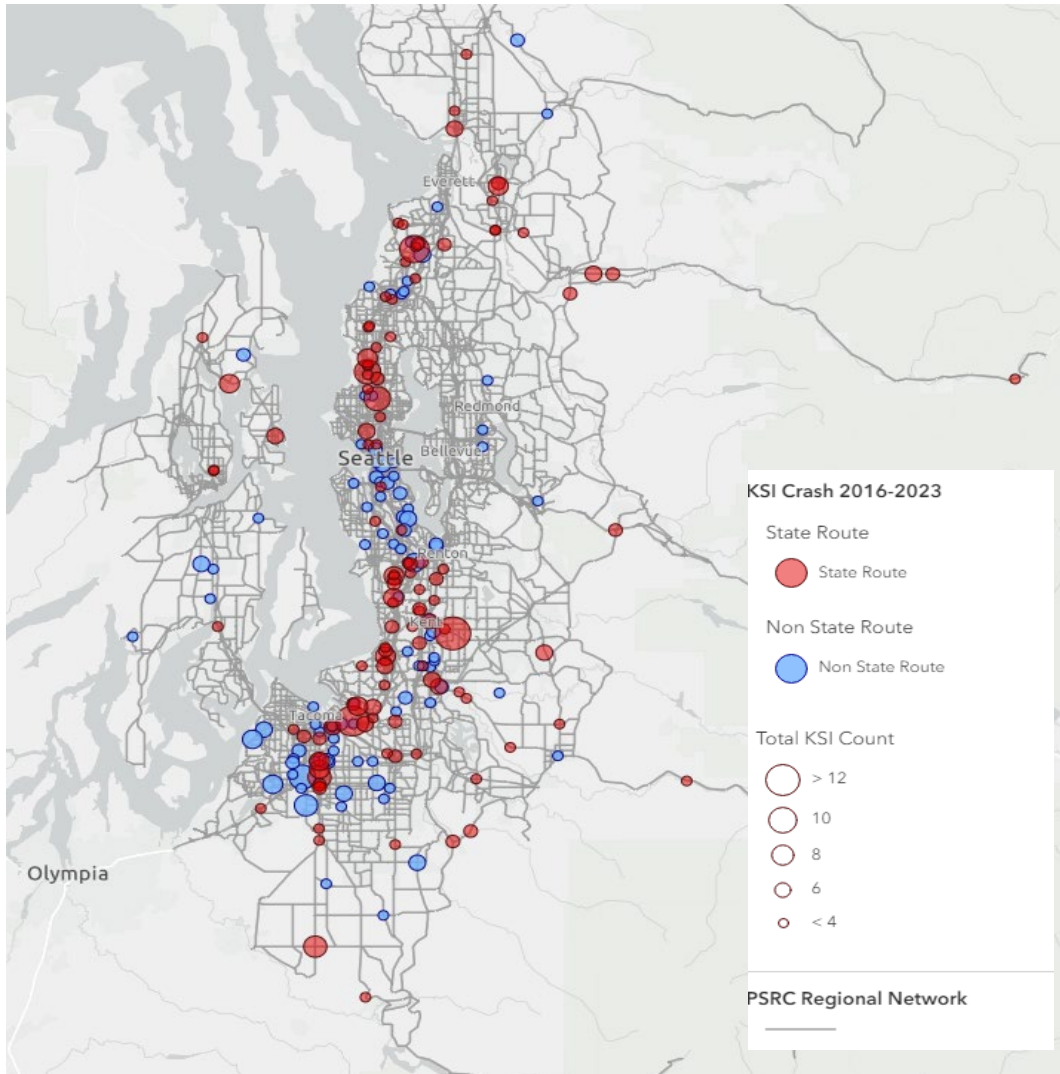 Everett
Redmond
Seattle
Bellevue
Renton
Kent
Tacoma
Olympia
KSI Crash 2016-2023
State Route
State Route
Non State Route
Non State Route
Total KSI Count
> 12
10
8
6
< 4
PSRC Regional Network